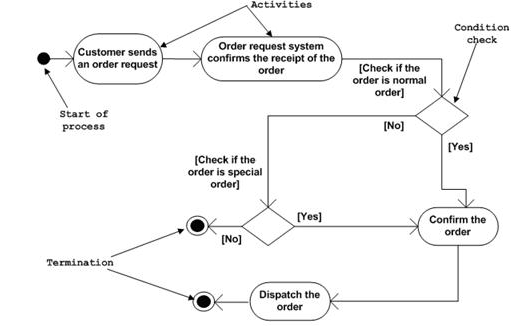 Activities
Condition
check
Customer sends
an order request
Order request system
confirms the receipt of the
order
[Check if the
order is normal
order]
Start of
process
[No]
[Yes]
[Check if the
order is special
order]
[Yes]
[No]
Confirm the
order
Termination
Dispatch the
order